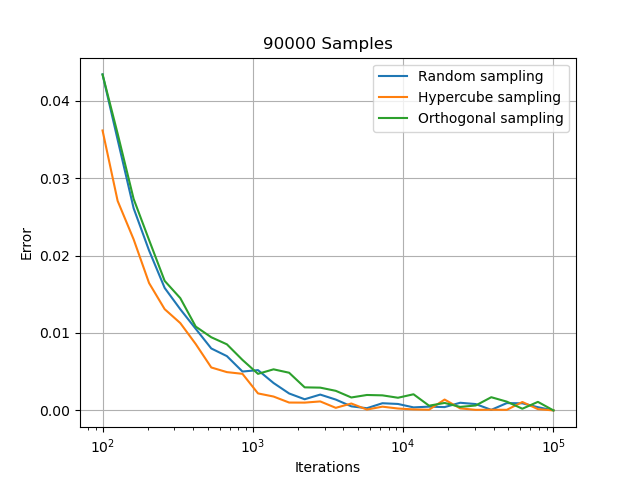 90000 Samples
Random sampling
Hypercube sampling
Orthogonal sampling
Error
0.04
0.03
0.02
0.01
0.00
10²
10³
10⁴
10⁵
Iterations